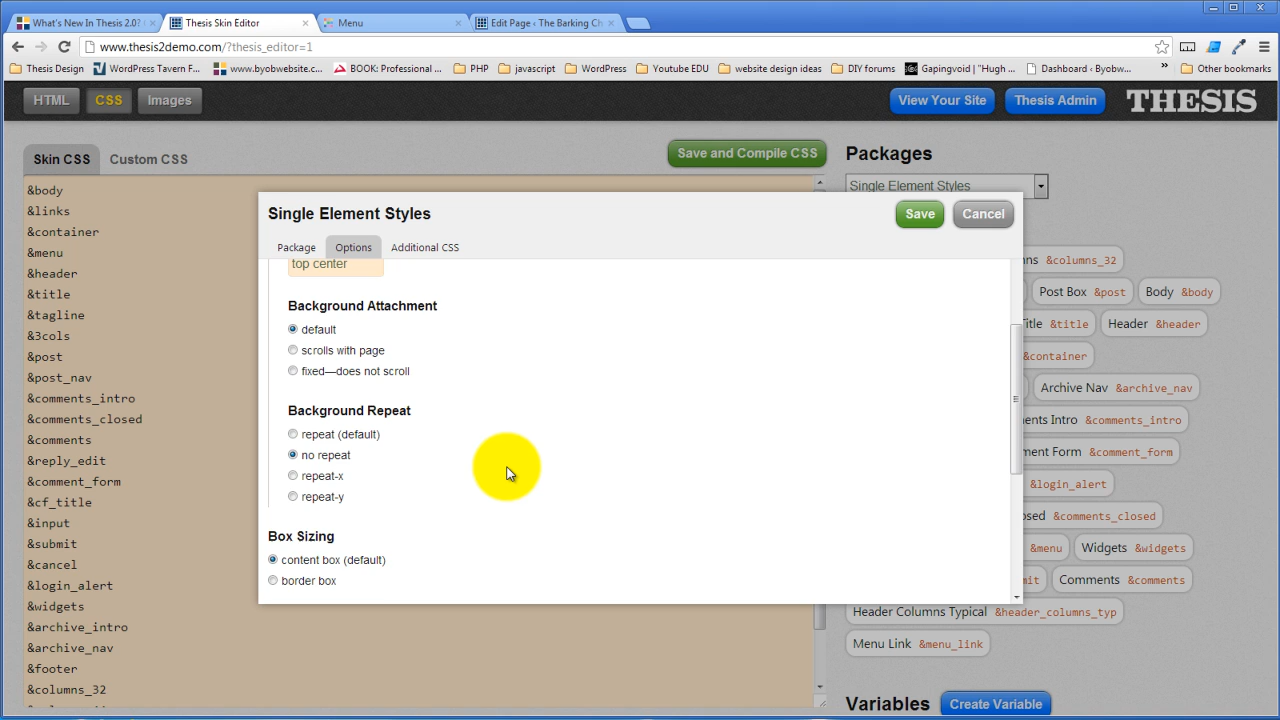 What's New In Thesis 2.0?
Thesis Skin Editor
Menu
Edit Page ‹ The Barking Ch
www.thesis2demo.com/?thesis_editor=1
Thesis Design
WordPress Tavern F...
www.byobwebsite.c...
BOOK: Professional ...
PHP
javascript
WordPress
Youtube EDU
website design ideas
DIY forums
Gapingvoid | "Hugh ...
Dashboard ‹ Byobw...
»
Other bookmarks
HTML
CSS
Images
View Your Site
Thesis Admin
THESIS
Skin CSS
Custom CSS
Save and Compile CSS
Packages
Single Element Styles
&body
&links
&container
&menu
&header
&title
&tagline
&3cols
&post
&post_nav
&comments_intro
&comments_closed
&comments
&reply_edit
&comment_form
&cf_title
&input
&submit
&cancel
&login_alert
&widgets
&archive_intro
&archive_nav
&footer
&columns_32
Single Element Styles
Save
Cancel
Package
Options
Additional CSS
top center
Background Attachment
default
scrolls with page
fixed—does not scroll
Background Repeat
repeat (default)
no repeat
repeat-x
repeat-y
Box Sizing
content box (default)
border box
ns &columns_32
Post Box &post
Body &body
Title &title
Header &header
&container
Archive Nav &archive_nav
ents Intro &comments_intro
ment Form &comment_form
&login_alert
osed &comments_closed
&menu
Widgets &widgets
mit
Comments &comments
Header Columns Typical &header_columns_typ
Menu Link &menu_link
Variables
Create Variable